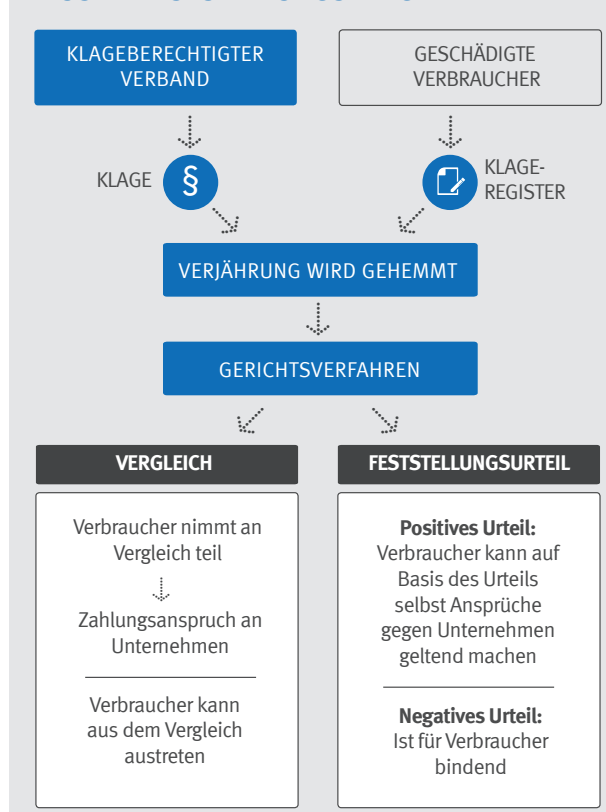 KLAGEBERECHTIGTER
VERBAND
GESCHÄDIGTE
VERBRAUCHER
KLAGE
§
KLAGE-
REGISTER
VERJÄHRUNG WIRD GEHEMMT
GERICHTSVERFAHREN
VERGLEICH
Verbraucher nimmt an
Vergleich teil
Zahlungsanspruch an
Unternehmen
Verbraucher kann
aus dem Vergleich
austreten
FESTSTELLUNGSURTEIL
Positives Urteil:
Verbraucher kann auf
Basis des Urteils
selbst Ansprüche
gegen Unternehmen
geltend machen
Negatives Urteil:
Ist für Verbraucher
bindend